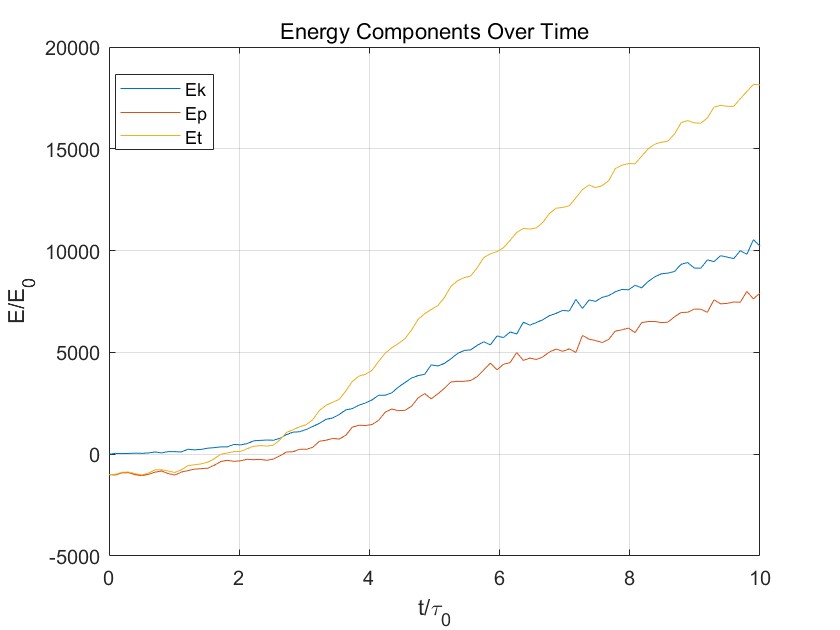 Energy Components Over Time
20000
15000
10000
5000
0
-5000
E/E₀
Ek
Ep
Et
0 2 4 6 8 10
t/τ₀